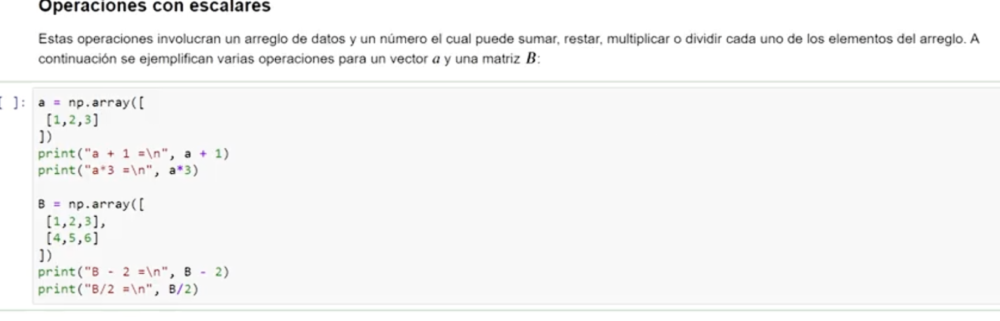 Operaciones con escalares
Estas operaciones involucran un arreglo de datos y un número el cual puede sumar, restar, multiplicar o dividir cada uno de los elementos del arreglo. A
continuación se ejemplifican varias operaciones para un vector a y una matriz B:
[ ]: a = np.array([
 [1,2,3]
])
print("a + 1 =\n", a + 1)
print("a*3 =\n", a*3)
B = np.array([
 [1,2,3],
 [4,5,6]
])
print("B - 2 =\n", B - 2)
print("B/2 =\n", B/2)